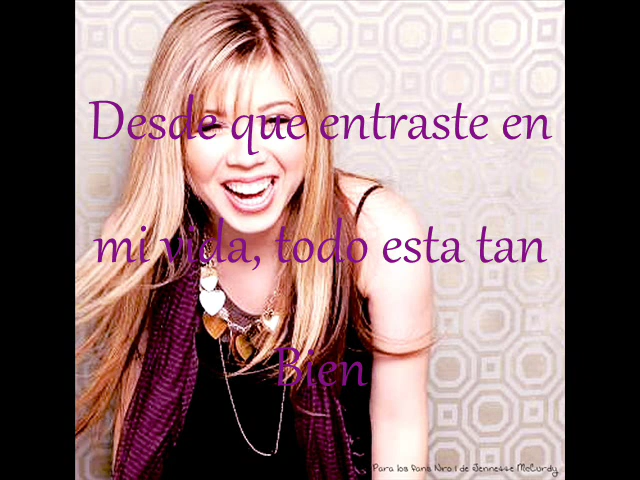 Desde que entraste en
mi vida, todo esta tan
Bien
Para los fans Nro 1 de Jennette McCurdy